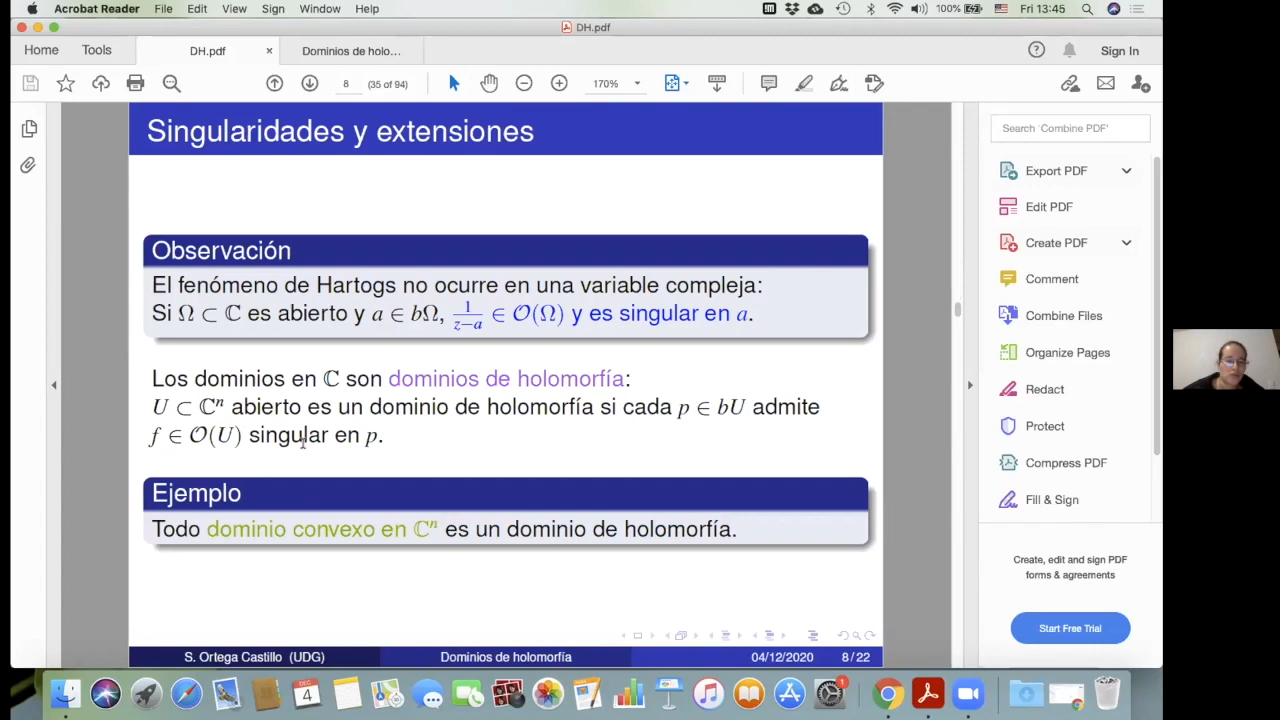 Acrobat Reader File Edit View Sign Window Help 100% Fri 13:45
DH.pdf
Home Tools DH.pdf × Dominios de holo... ? Sign In
8 (35 of 94) 170%
Singularidades y extensiones
Observación
El fenómeno de Hartogs no ocurre en una variable compleja:
Si Ω ⊂ ℂ es abierto y a ∈ bΩ, 1/(z−a) ∈ 𝒪(Ω) y es singular en a.
Los dominios en ℂ son dominios de holomorfía:
U ⊂ ℂⁿ abierto es un dominio de holomorfía si cada p ∈ bU admite
f ∈ 𝒪(U) singular en p.
Ejemplo
Todo dominio convexo en ℂⁿ es un dominio de holomorfía.
S. Ortega Castillo (UDG) Dominios de holomorfía 04/12/2020 8/22
Search 'Combine PDF'
Export PDF
Edit PDF
Create PDF
Comment
Combine Files
Organize Pages
Redact
Protect
Compress PDF
Fill & Sign
Create, edit and sign PDF
forms & agreements
Start Free Trial
DEC
4
1